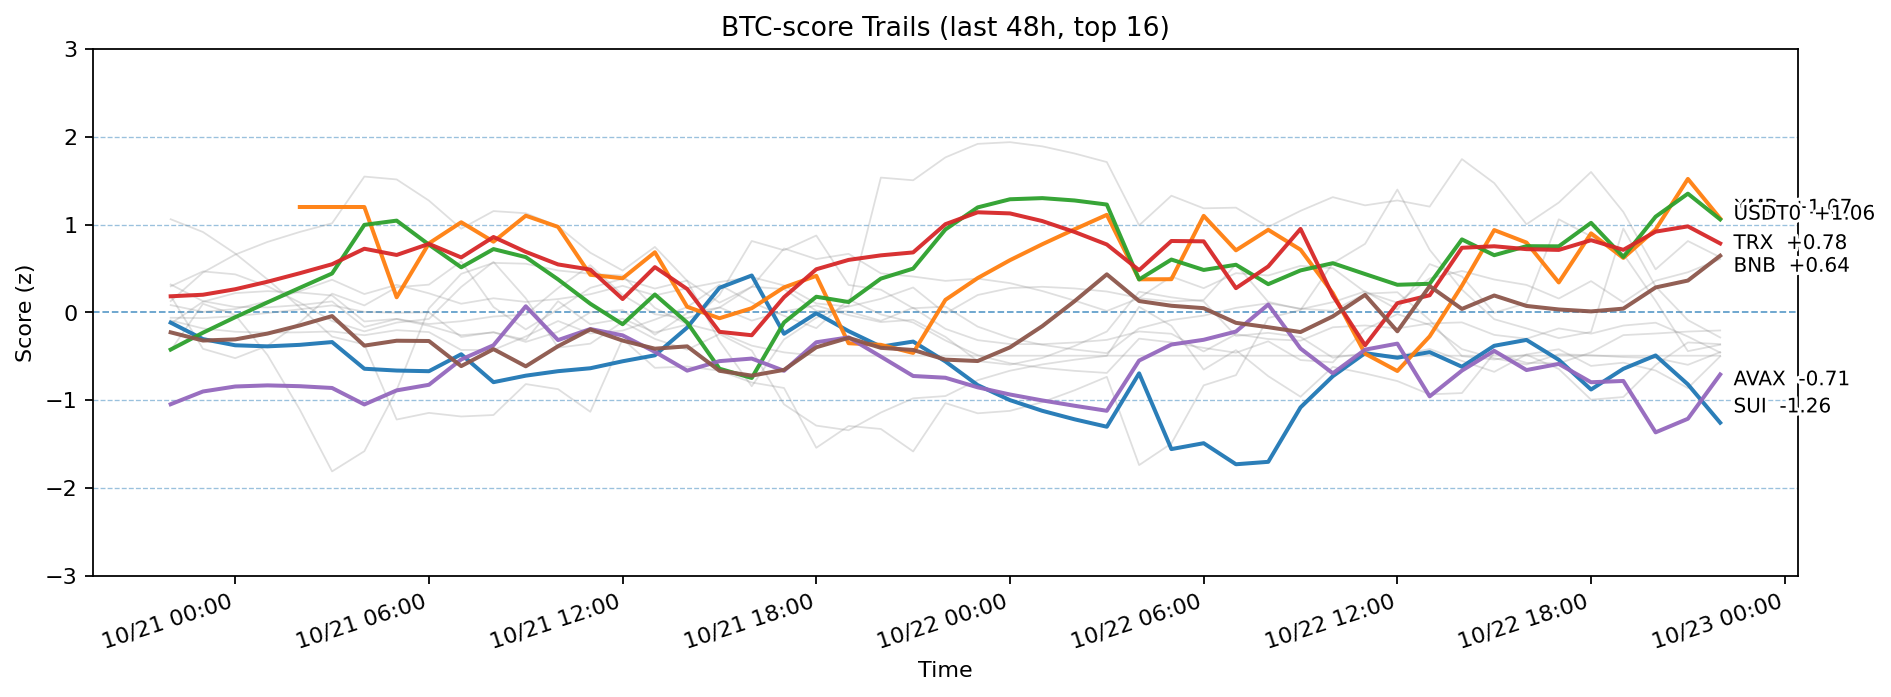 BTC-score Trails (last 48h, top 16)
Score (z)
3
2
1
0
−1
−2
−3
USDT0 +1.06
TRX +0.78
BNB +0.64
AVAX -0.71
SUI -1.26
10/21 00:00
10/21 06:00
10/21 12:00
10/21 18:00
10/22 00:00
10/22 06:00
10/22 12:00
10/22 18:00
10/23 00:00
Time